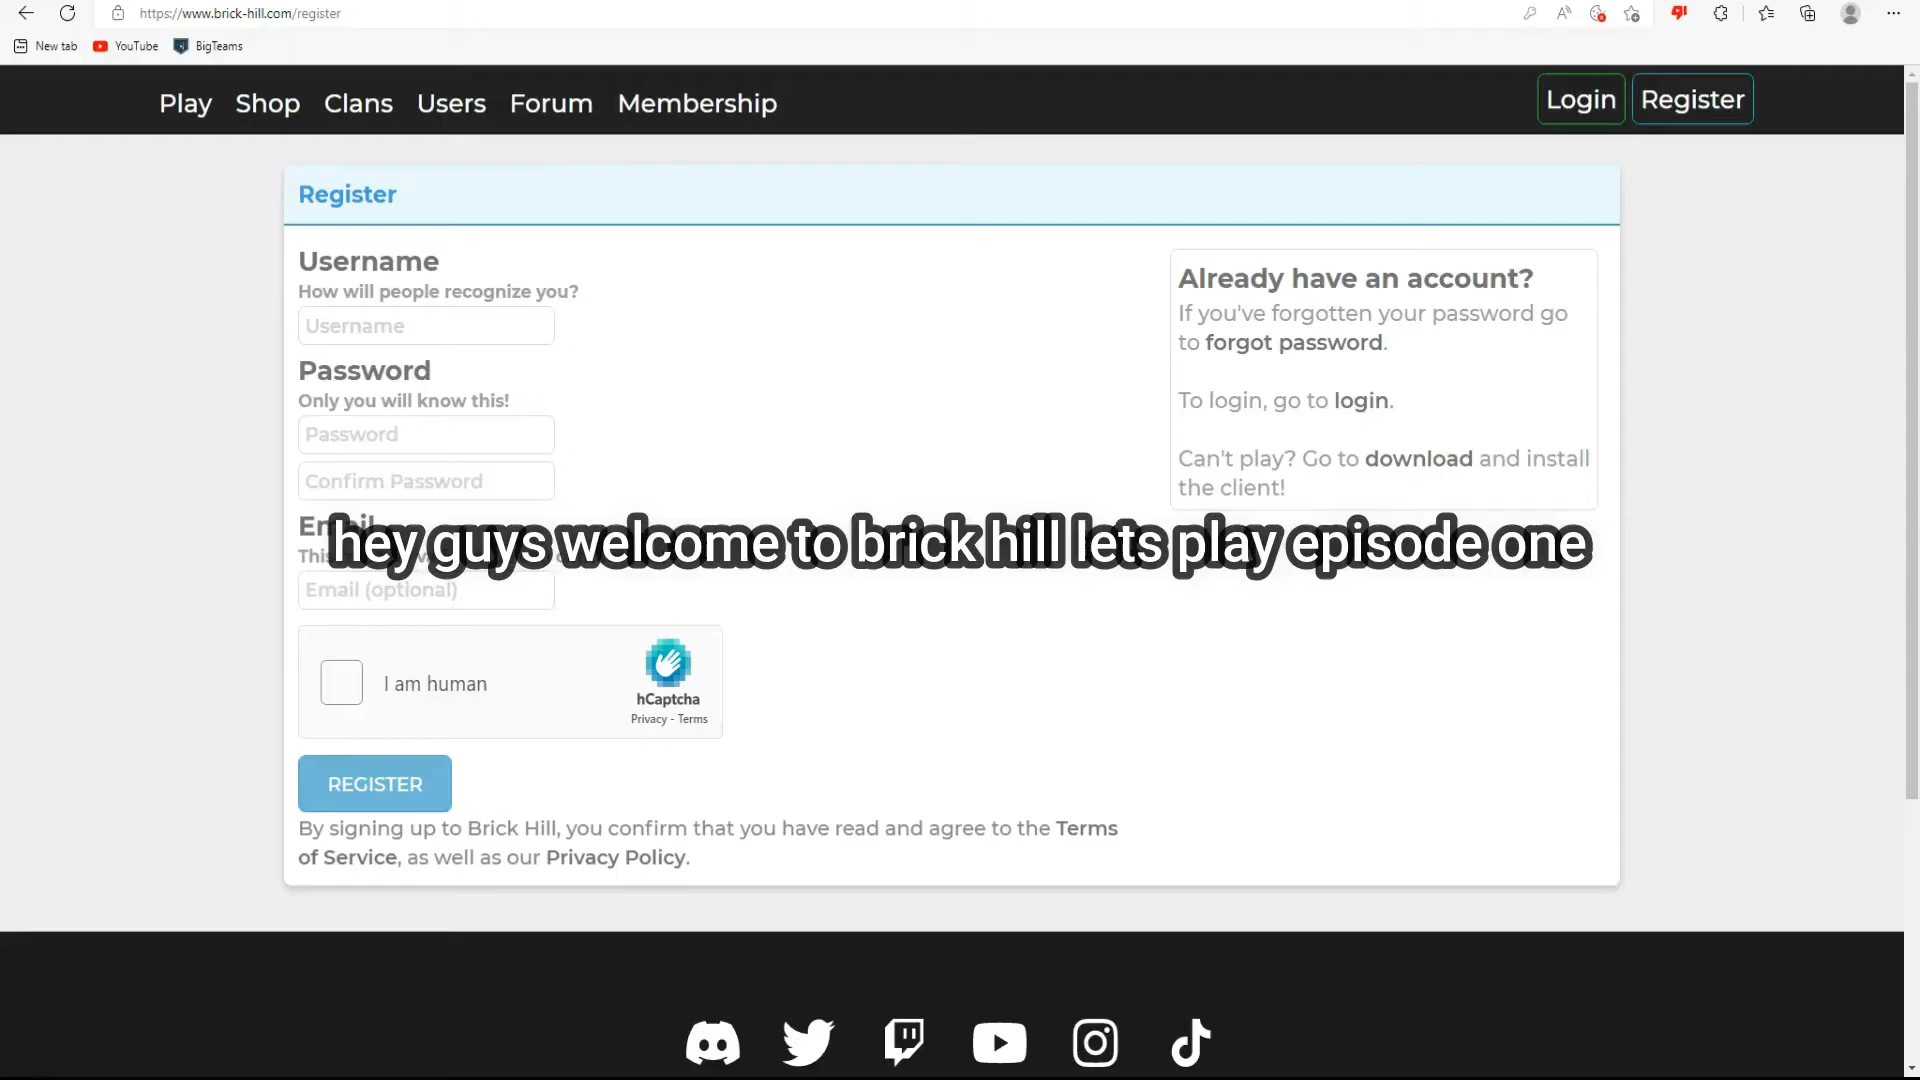 https://www.brick-hill.com/register
New tab YouTube BigTeams
Play Shop Clans Users Forum Membership Login Register
Register
Username
How will people recognize you?
Username
Password
Only you will know this!
Password
Confirm Password
Email
This
Email (optional)
hey guys welcome to brick hill lets play episode one
I am human
hCaptcha
Privacy - Terms
REGISTER
By signing up to Brick Hill, you confirm that you have read and agree to the Terms
of Service, as well as our Privacy Policy.
Already have an account?
If you've forgotten your password go
to forgot password.
To login, go to login.
Can't play? Go to download and install
the client!